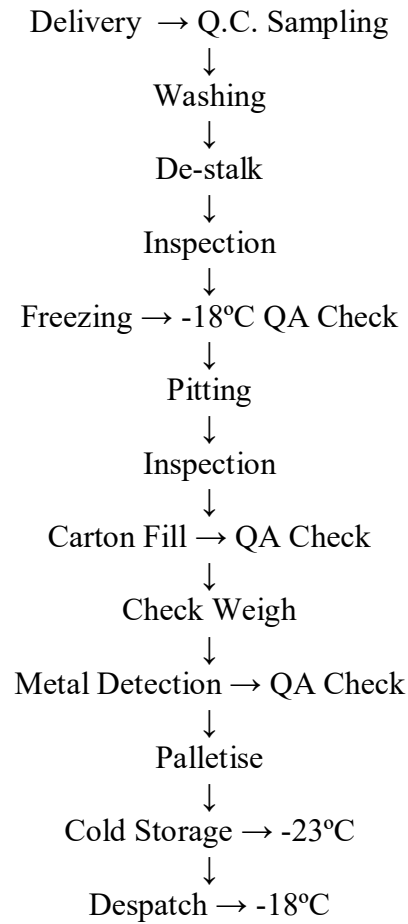 Delivery → Q.C. Sampling
↓
Washing
↓
De-stalk
↓
Inspection
↓
Freezing → -18ºC QA Check
↓
Pitting
↓
Inspection
↓
Carton Fill → QA Check
↓
Check Weigh
↓
Metal Detection → QA Check
↓
Palletise
↓
Cold Storage → -23ºC
↓
Despatch → -18ºC